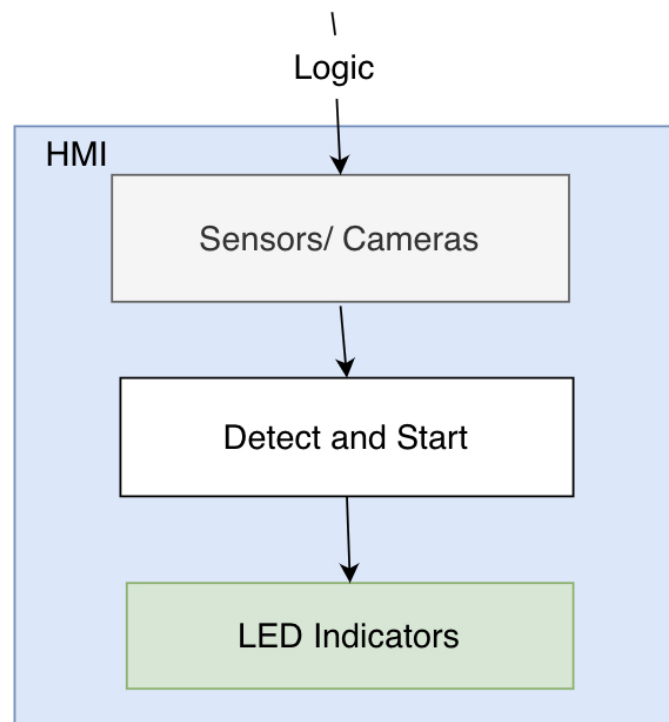 Logic
HMI
Sensors/ Cameras
Detect and Start
LED Indicators